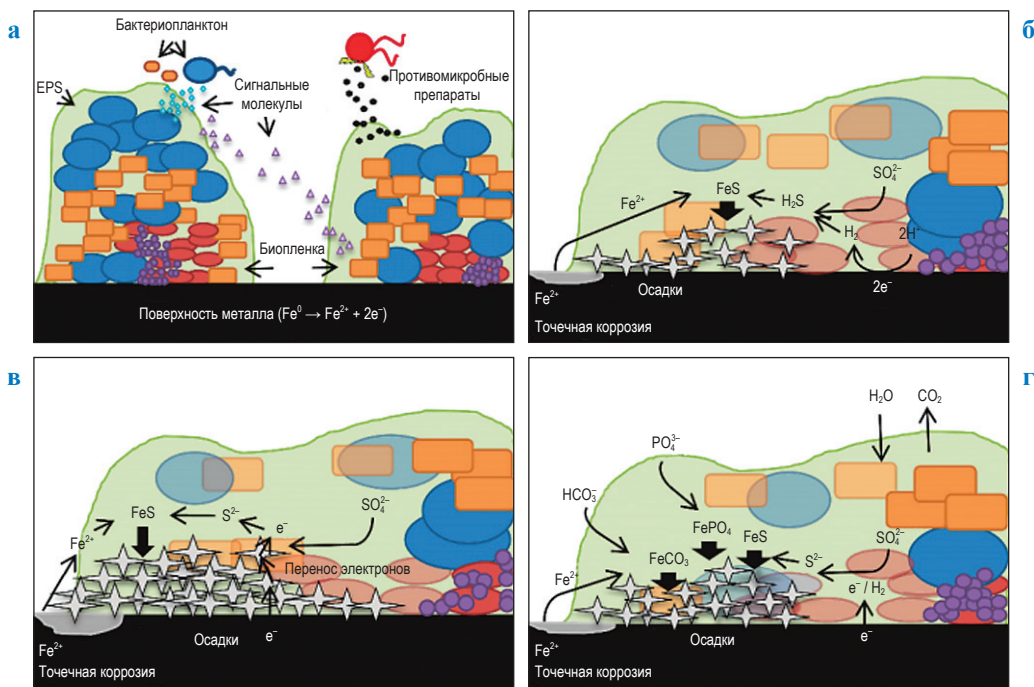 а
Бактериопланктон
EPS
Сигнальные
молекулы
Противомикробные
препараты
Биопленка
Поверхность металла (Fe⁰ → Fe²⁺ + 2e⁻)
б
SO₄²⁻
Fe²⁺
FeS
H₂S
H₂
2H⁺
Fe²⁺
Осадки
2e⁻
Точечная коррозия
в
SO₄²⁻
FeS
S²⁻
e⁻
Fe²⁺
Перенос электронов
Осадки
e⁻
Fe²⁺
Точечная коррозия
г
H₂O
CO₂
PO₄³⁻
HCO₃⁻
FePO₄
FeS
SO₄²⁻
FeCO₃
S²⁻
Fe²⁺
e⁻ / H₂
Осадки
e⁻
Fe²⁺
Точечная коррозия